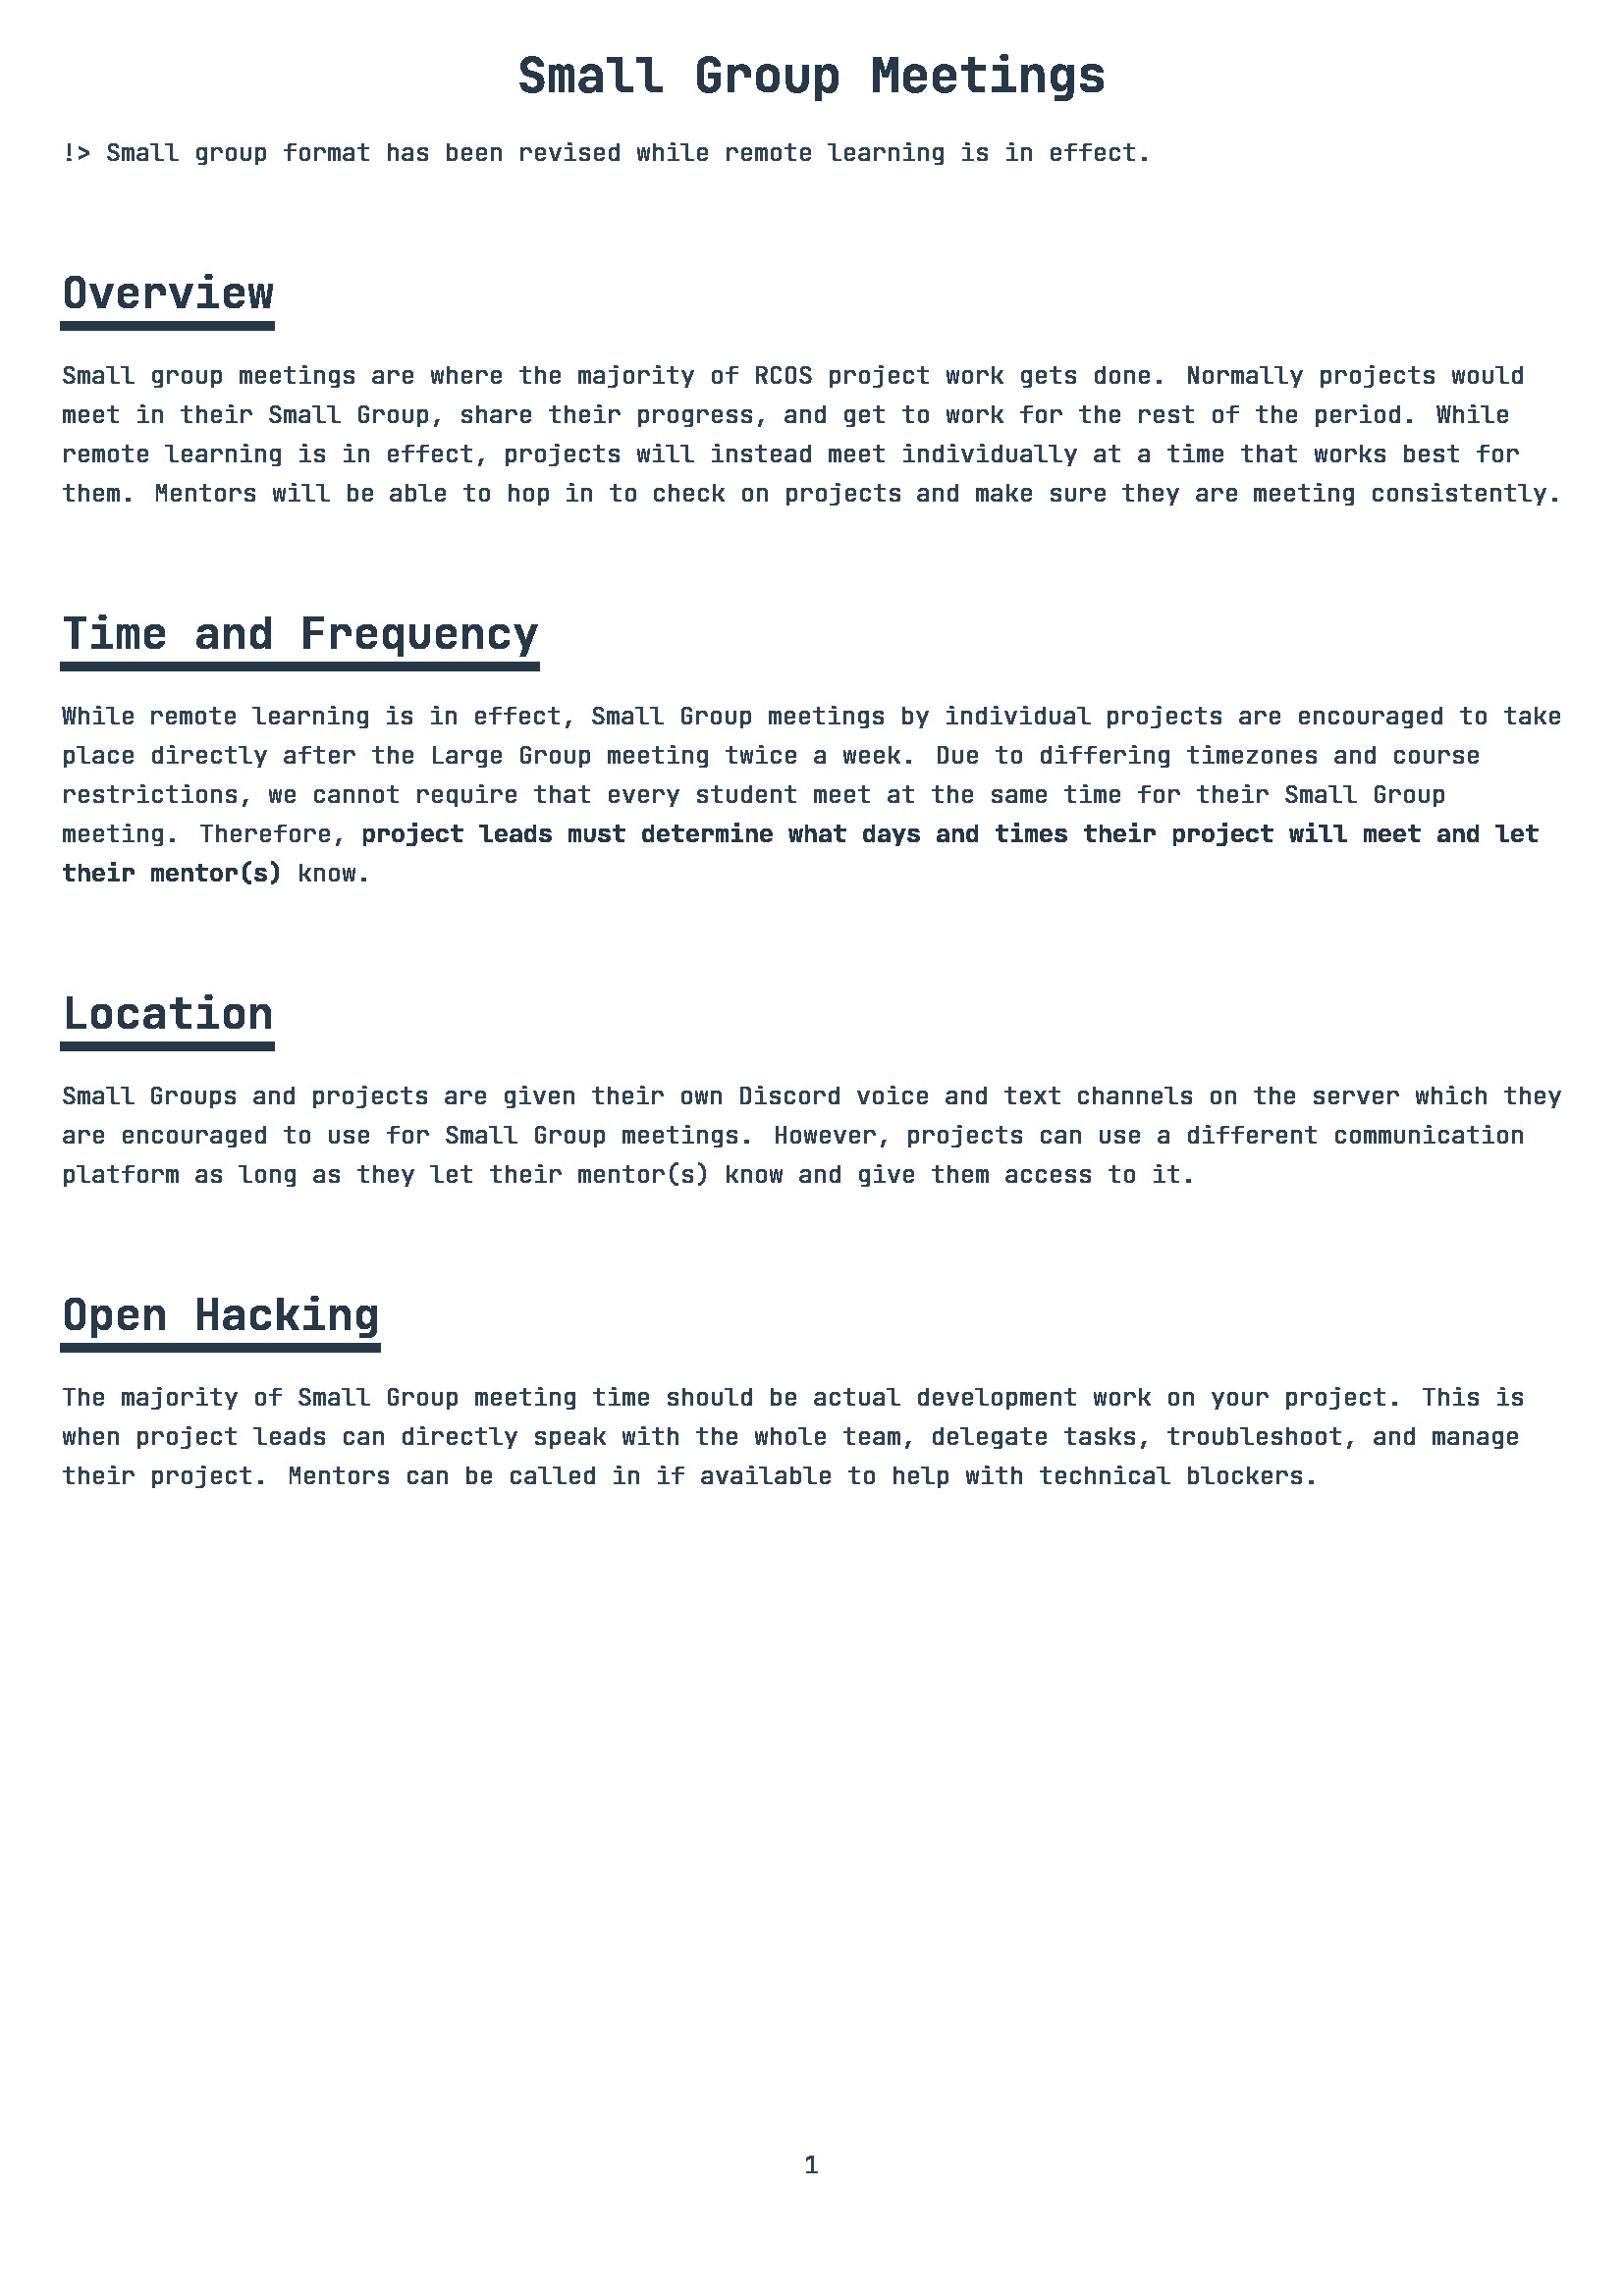 Small Group Meetings
!> Small group format has been revised while remote learning is in effect.
Overview
Small group meetings are where the majority of RCOS project work gets done. Normally projects would
meet in their Small Group, share their progress, and get to work for the rest of the period. While
remote learning is in effect, projects will instead meet individually at a time that works best for
them. Mentors will be able to hop in to check on projects and make sure they are meeting consistently.
Time and Frequency
While remote learning is in effect, Small Group meetings by individual projects are encouraged to take
place directly after the Large Group meeting twice a week. Due to differing timezones and course
restrictions, we cannot require that every student meet at the same time for their Small Group
meeting. Therefore, project leads must determine what days and times their project will meet and let
their mentor(s) know.
Location
Small Groups and projects are given their own Discord voice and text channels on the server which they
are encouraged to use for Small Group meetings. However, projects can use a different communication
platform as long as they let their mentor(s) know and give them access to it.
Open Hacking
The majority of Small Group meeting time should be actual development work on your project. This is
when project leads can directly speak with the whole team, delegate tasks, troubleshoot, and manage
their project. Mentors can be called in if available to help with technical blockers.
1